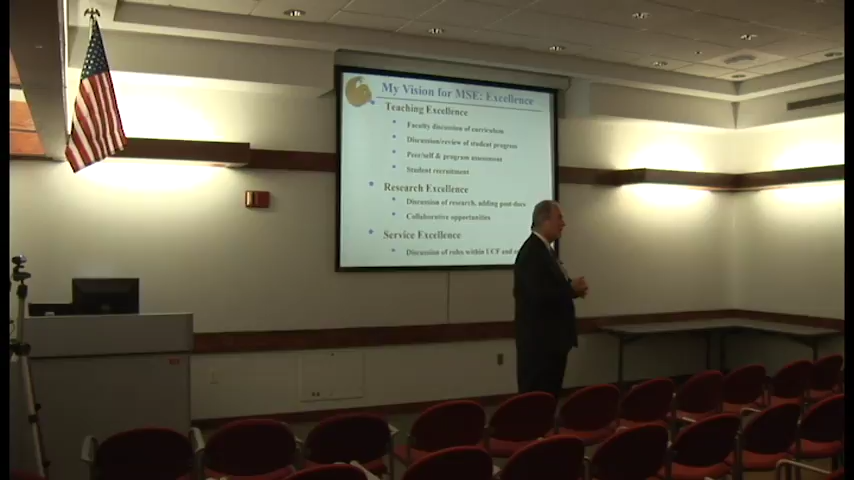 My Vision for MSE: Excellence
Teaching Excellence
Faculty discussion of curriculum
Discussion/review of student progress
Peer/self & program assessment
Student recruitment
Research Excellence
Discussion of research, adding post-docs
Collaborative opportunities
Service Excellence
Discussion of roles within UCF and